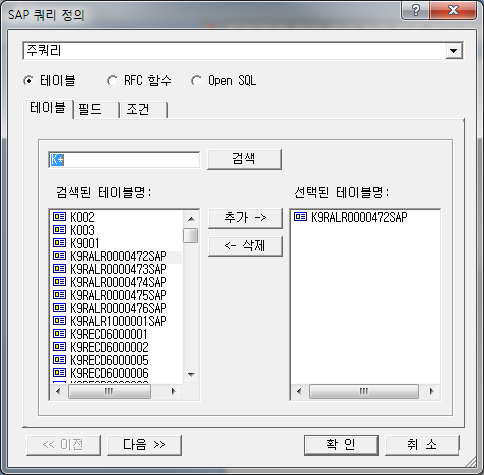 SAP 쿼리 정의
주쿼리
테이블 RFC 함수 Open SQL
테이블 필드 조건
K*
검색
검색된 테이블명:
K002
K003
K9001
K9RALR0000472SAP
K9RALR0000473SAP
K9RALR0000474SAP
K9RALR0000475SAP
K9RALR0000476SAP
K9RALR1000001SAP
K9RECD6000001
K9RECD6000002
K9RECD6000005
K9RECD6000006
추가 ->
<- 삭제
선택된 테이블명:
K9RALR0000472SAP
<< 이전
다음 >>
확 인
취 소